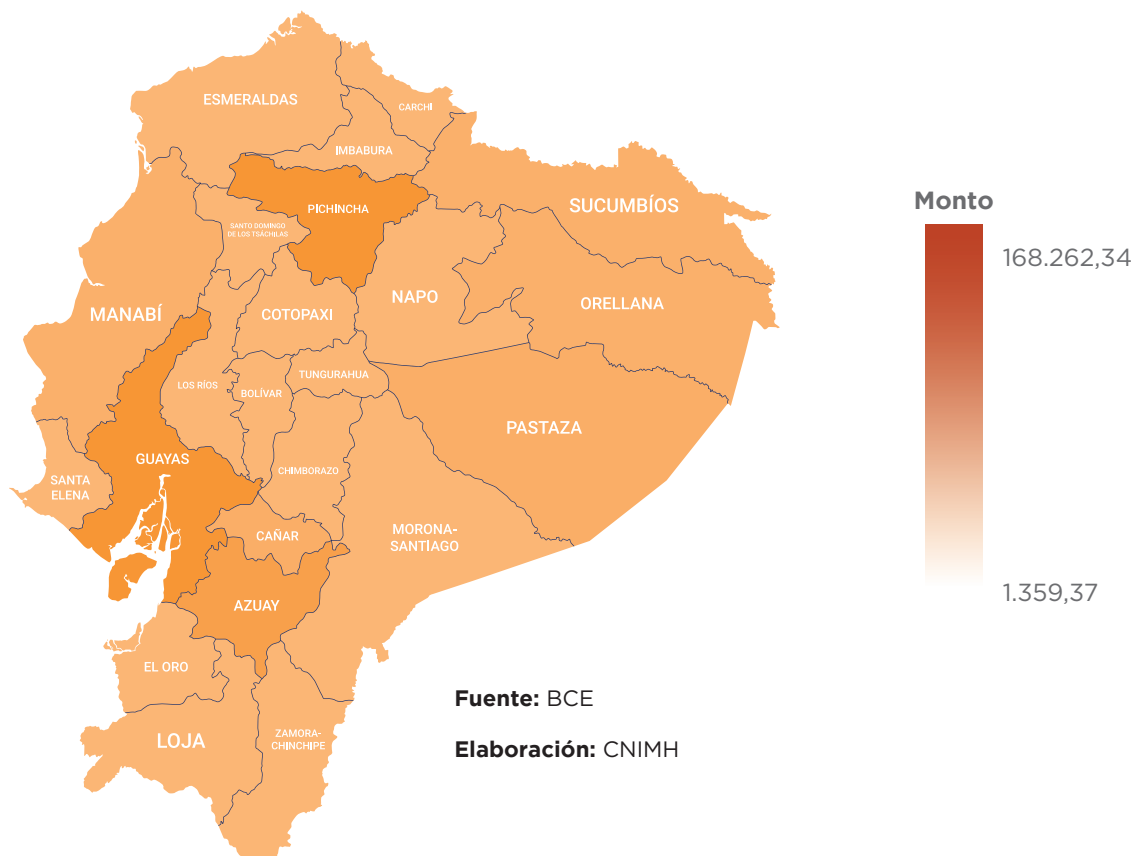 ESMERALDAS
CARCHI
IMBABURA
PICHINCHA
SUCUMBÍOS
SANTO DOMINGO
DE LOS TSÁCHILAS
MANABÍ
COTOPAXI
NAPO
ORELLANA
LOS RÍOS
BOLÍVAR
TUNGURAHUA
PASTAZA
GUAYAS
CHIMBORAZO
SANTA
ELENA
CAÑAR
MORONA-
SANTIAGO
AZUAY
EL ORO
LOJA
ZAMORA-
CHINCHIPE
Monto
168.262,34
1.359,37
Fuente: BCE
Elaboración: CNIMH